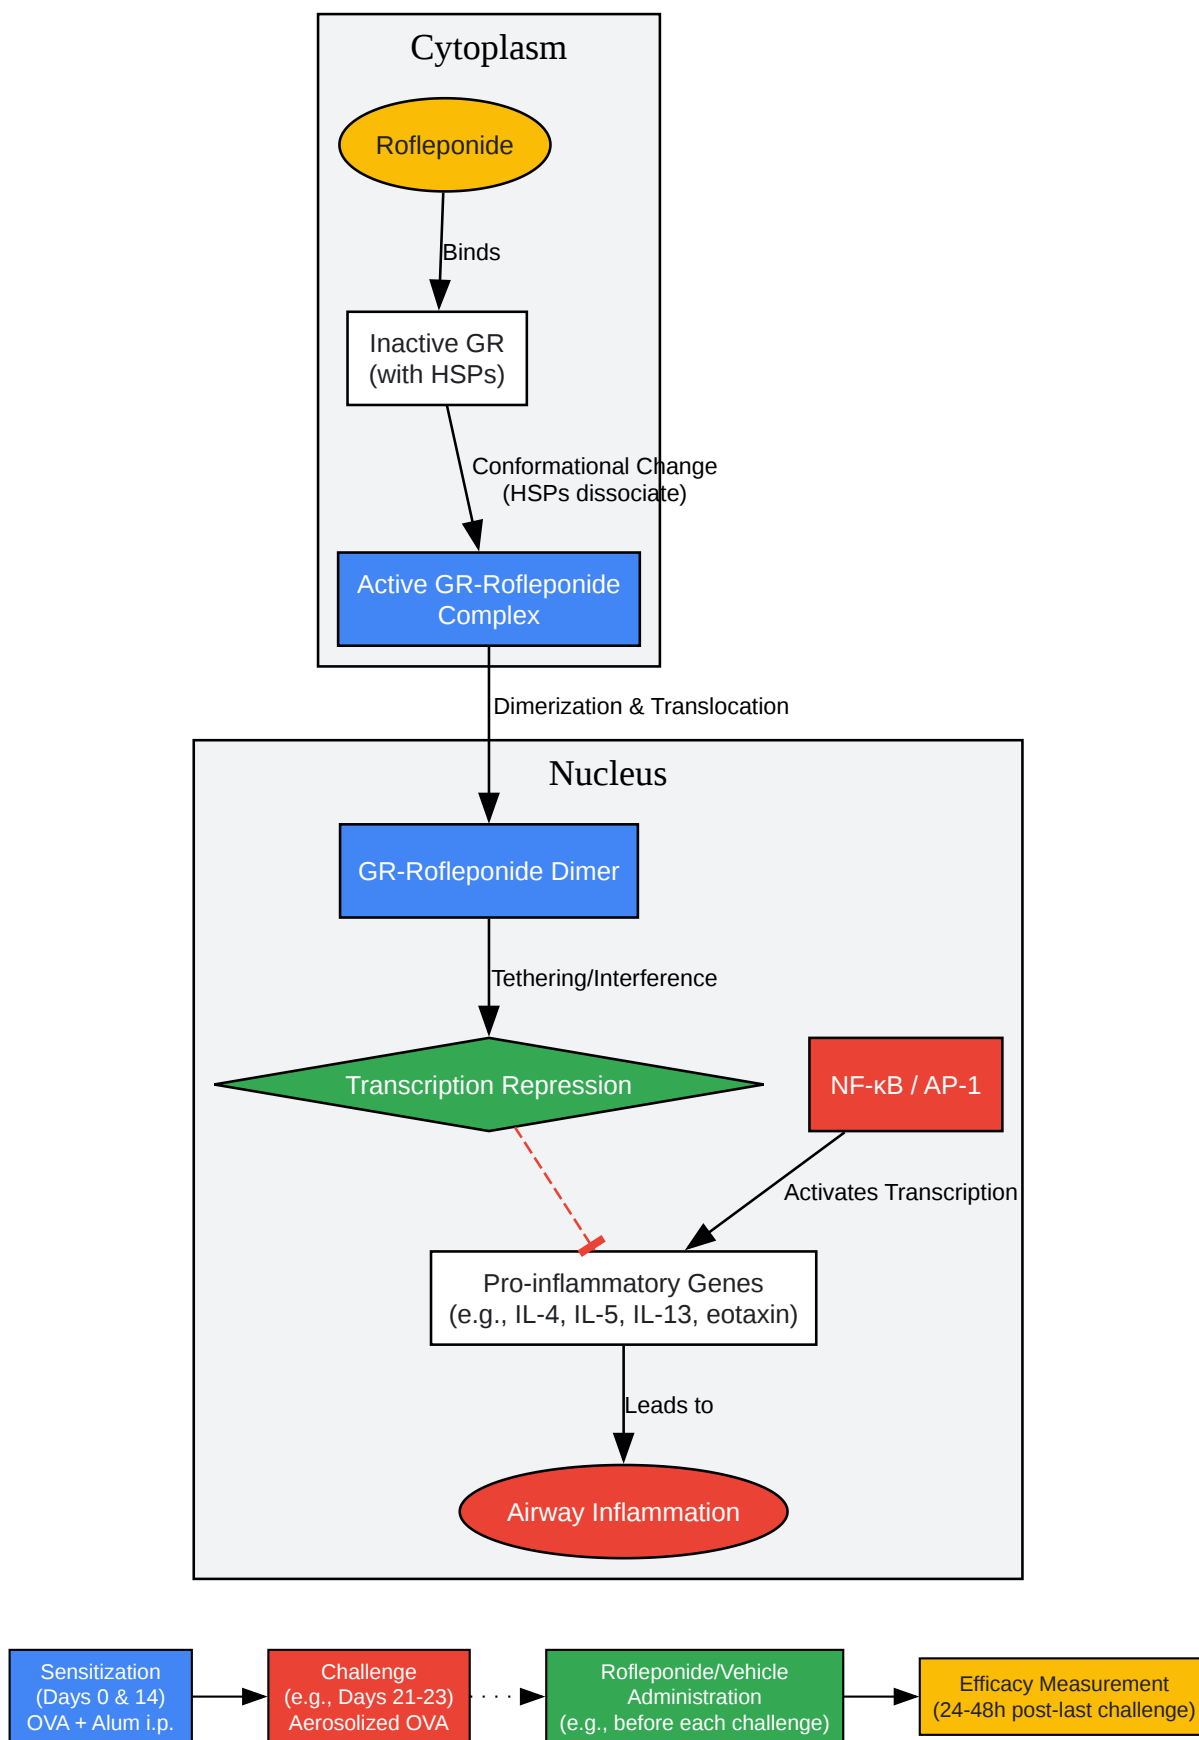 Cytoplasm
Rofleponide
Binds
Inactive GR
(with HSPs)
Conformational Change
(HSPs dissociate)
Active GR-Rofleponide
Complex
Dimerization & Translocation
Nucleus
GR-Rofleponide Dimer
Tethering/Interference
Transcription Repression
NF-κB / AP-1
Activates Transcription
Pro-inflammatory Genes
(e.g., IL-4, IL-5, IL-13, eotaxin)
Leads to
Airway Inflammation
Sensitization
(Days 0 & 14)
OVA + Alum i.p.
Challenge
(e.g., Days 21-23)
Aerosolized OVA
Rofleponide/Vehicle
Administration
(e.g., before each challenge)
Efficacy Measurement
(24-48h post-last challenge)